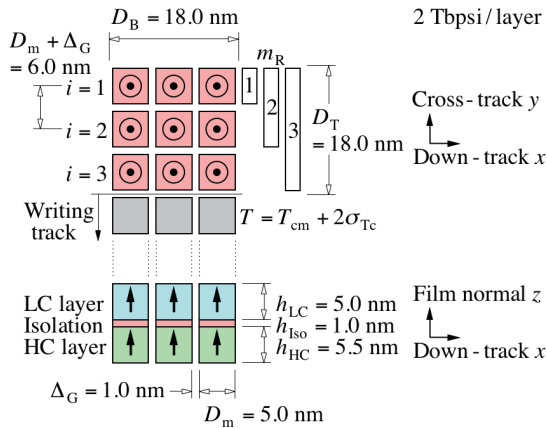 D_B = 18.0 nm
2 Tbpsi / layer
D_m + Δ_G
= 6.0 nm
m_R
i = 1
1
2
3
D_T
= 18.0 nm
Cross-track y
i = 2
Down-track x
i = 3
Writing
track
T = T_cm + 2σ_Tc
LC layer
h_LC = 5.0 nm
Film normal z
Isolation
h_Iso = 1.0 nm
HC layer
h_HC = 5.5 nm
Down-track x
Δ_G = 1.0 nm
D_m = 5.0 nm